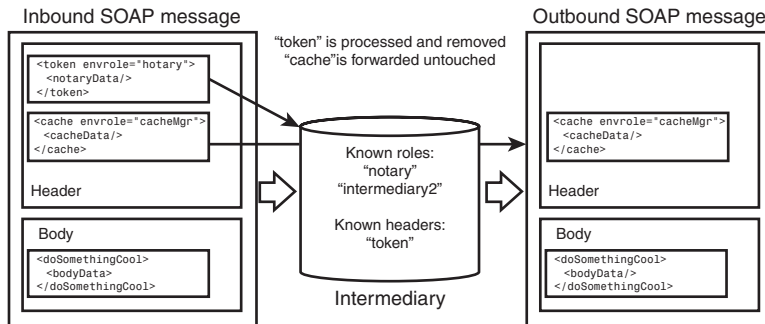 Inbound SOAP message
Outbound SOAP message
<token envrole="hotary">
<notaryData/>
</token>
<cache envrole="cacheMgr">
<cacheData/>
</cache>
Header
Body
<doSomethingCool>
<bodyData>
</doSomethingCool>
“token” is processed and removed
“cache”is forwarded untouched
Known roles:
“notary”
“intermediary2”
Known headers:
“token”
Intermediary
<cache envrole="cacheMgr">
<cacheData/>
</cache>
Header
Body
<doSomethingCool>
<bodyData/>
</doSomethingCool>